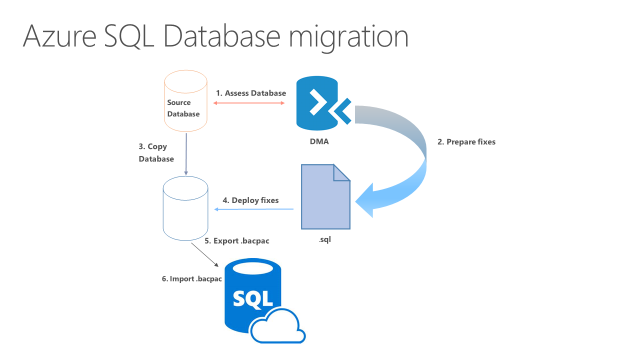 Azure SQL Database migration
1. Assess Database
Source
Database
DMA
2. Prepare fixes
3. Copy
Database
4. Deploy fixes
.sql
5. Export .bacpac
6. Import .bacpac
SQL